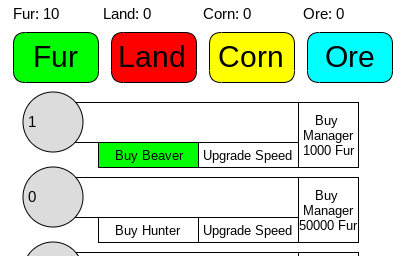 Fur: 10 Land: 0 Corn: 0 Ore: 0
Fur Land Corn Ore
1
Buy Manager 1000 Fur
Buy Beaver Upgrade Speed
0
Buy Manager 50000 Fur
Buy Hunter Upgrade Speed